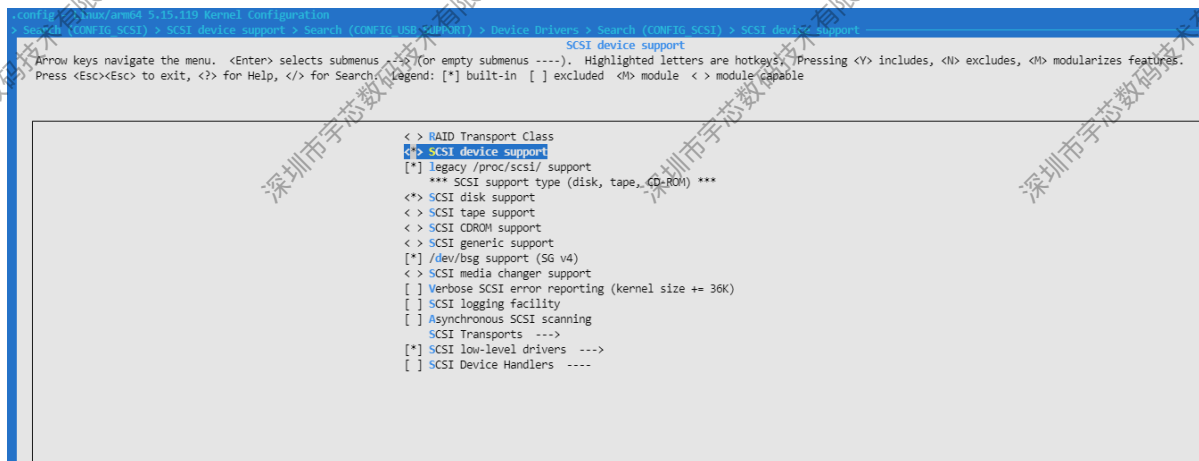 .config - Linux/arm64 5.15.119 Kernel Configuration
> Search (CONFIG_SCSI) > SCSI device support > Search (CONFIG_USB_SUPPORT) > Device Drivers > Search (CONFIG_SCSI) > SCSI device support
SCSI device support
Arrow keys navigate the menu. <Enter> selects submenus ---> (or empty submenus ----). Highlighted letters are hotkeys. Pressing <Y> includes, <N> excludes, <M> modularizes features.
Press <Esc><Esc> to exit, <?> for Help, </> for Search. Legend: [*] built-in [ ] excluded <M> module < > module capable
< > RAID Transport Class
<*> SCSI device support
[*] legacy /proc/scsi/ support
*** SCSI support type (disk, tape, CD-ROM) ***
<*> SCSI disk support
< > SCSI tape support
< > SCSI CDROM support
< > SCSI generic support
[*] /dev/bsg support (SG v4)
< > SCSI media changer support
[ ] Verbose SCSI error reporting (kernel size += 36K)
[ ] SCSI logging facility
[ ] Asynchronous SCSI scanning
SCSI Transports --->
[*] SCSI low-level drivers --->
[ ] SCSI Device Handlers ----
深圳市宇芯数码技术有限
深圳市宇芯数码技术有限
深圳市宇芯数码技术有